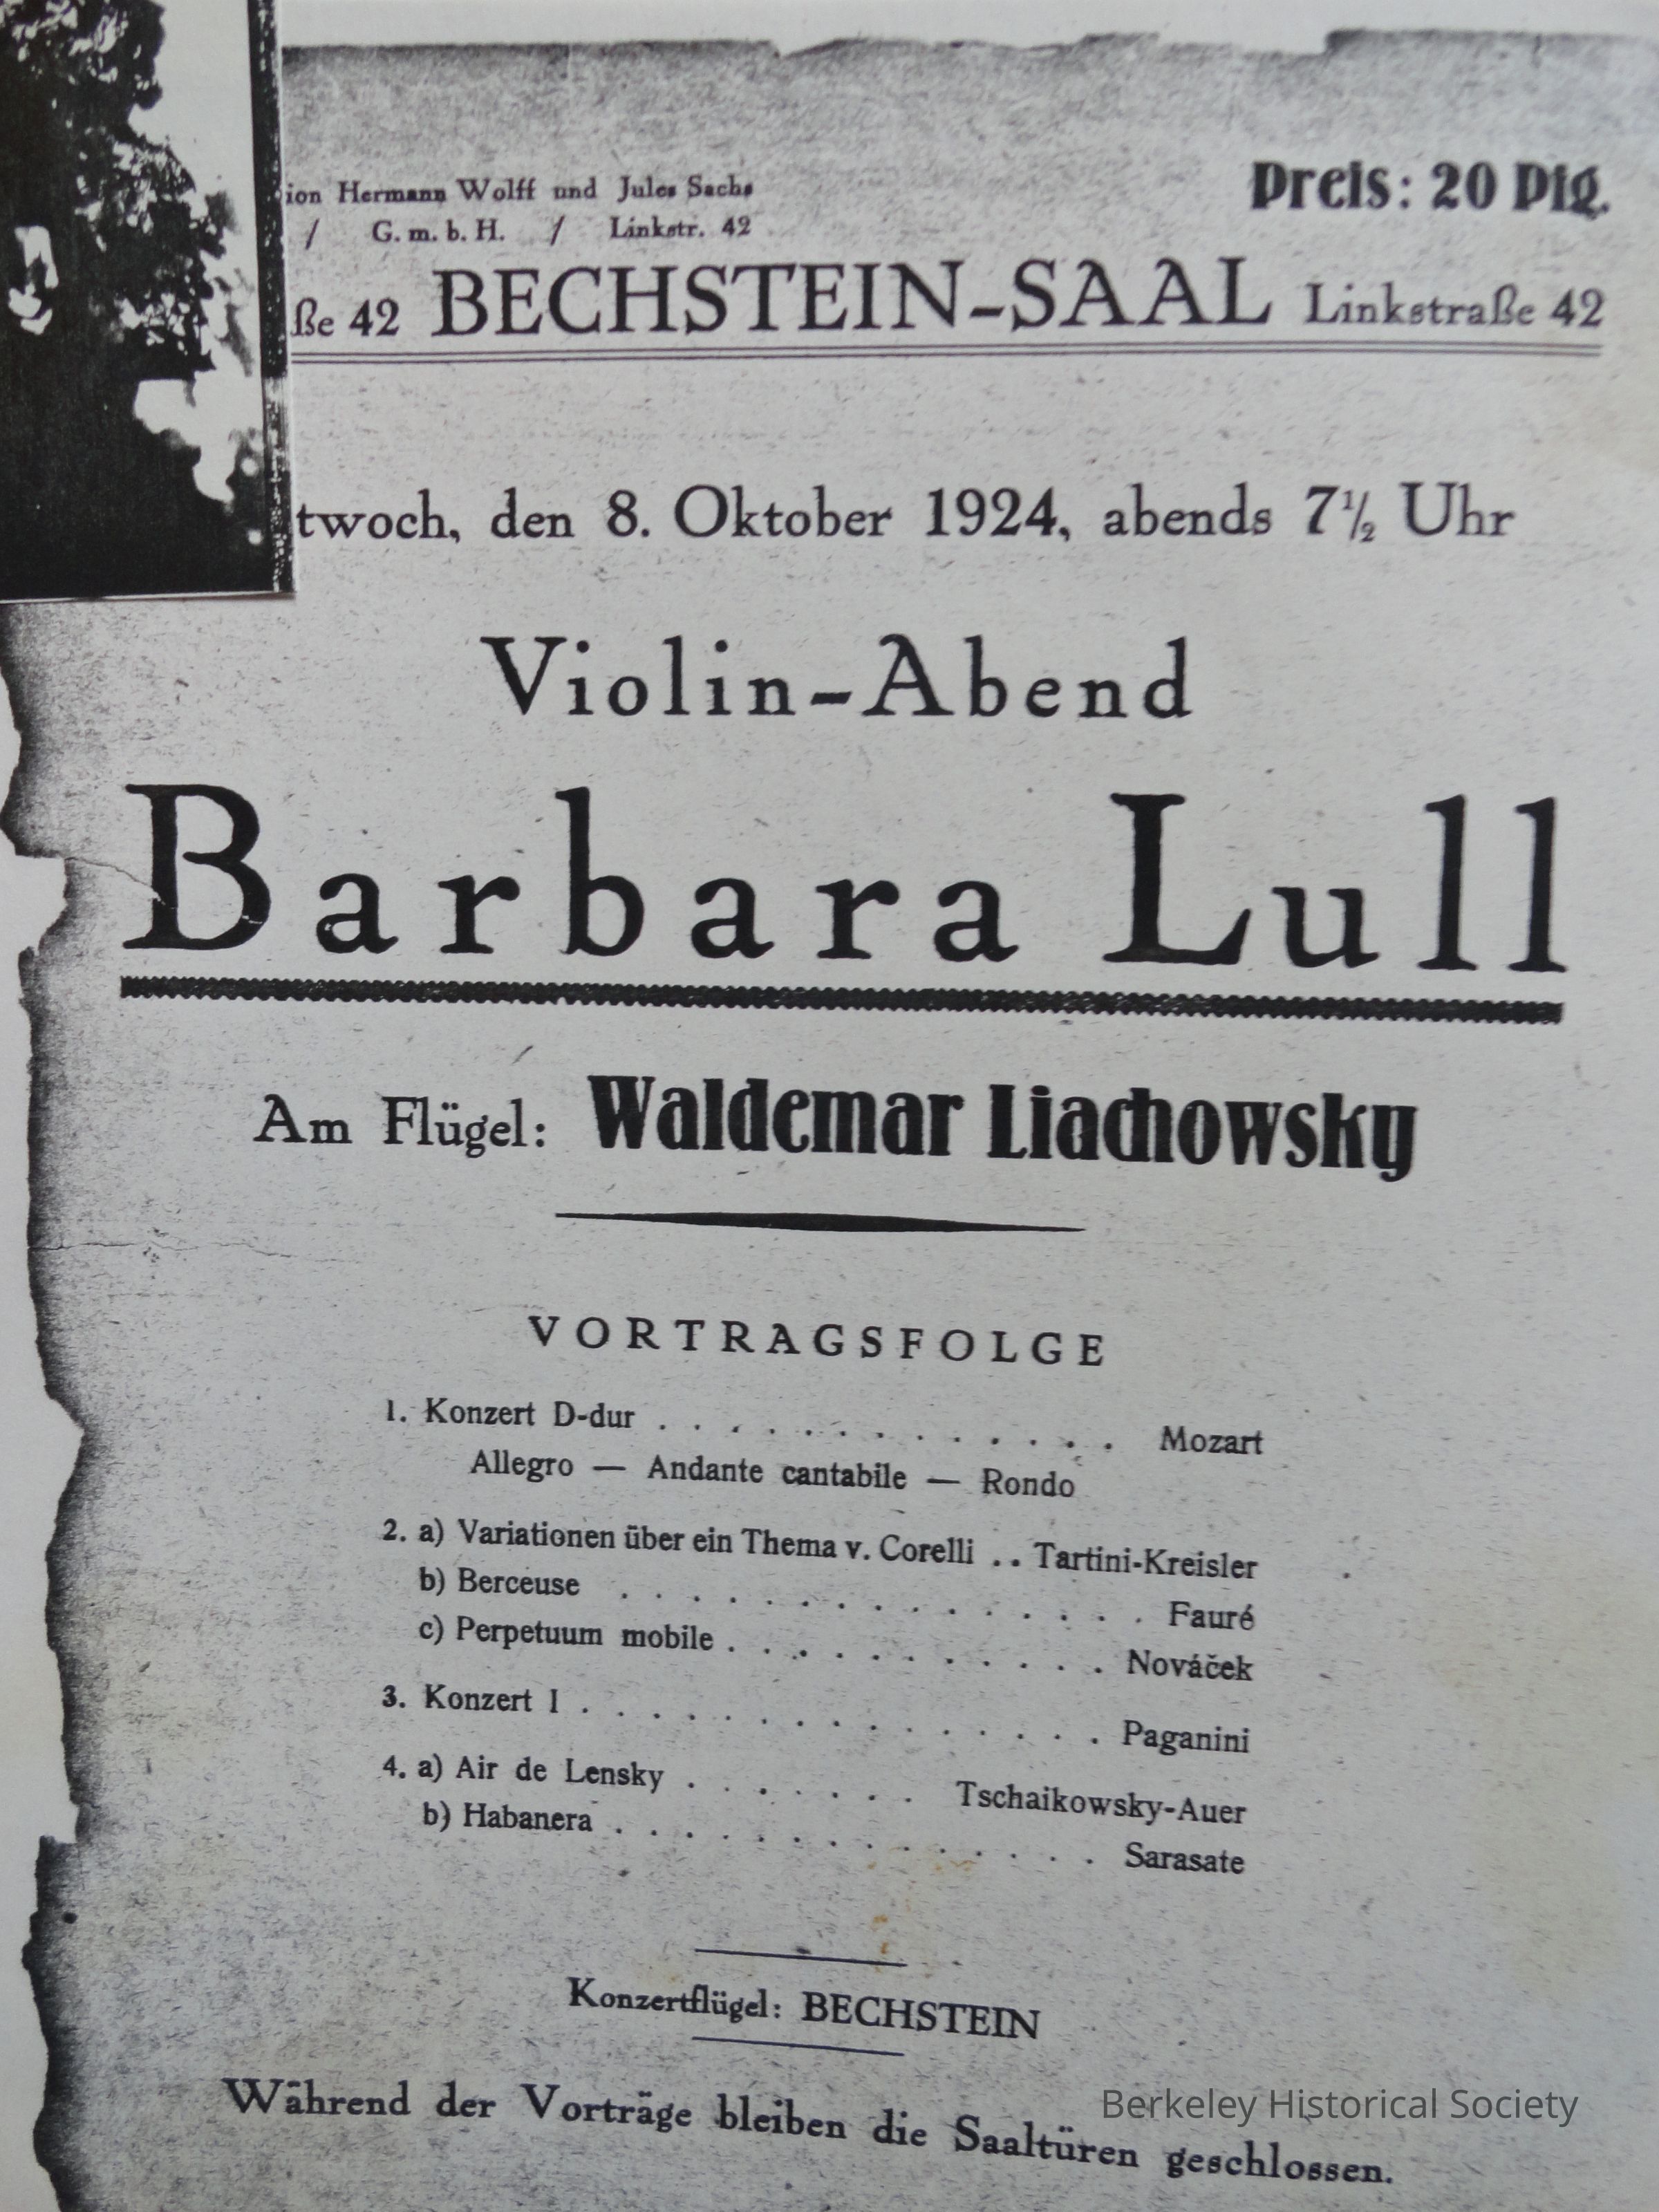 ion Hermann Wolff und Jules Sachs
/ G. m. b. H. / Linkstr. 42
Preis: 20 Pfg.
ße 42 BECHSTEIN-SAAL Linkstraße 42
twoch, den 8. Oktober 1924, abends 7½ Uhr
Violin-Abend
Barbara Lull
Am Flügel: Waldemar Liachowsky
VORTRAGSFOLGE
1. Konzert D-dur . . . . . . . . . . . . . Mozart
Allegro — Andante cantabile — Rondo
2. a) Variationen über ein Thema v. Corelli . . Tartini-Kreisler
b) Berceuse . . . . . . . . . . . . . . . Fauré
c) Perpetuum mobile . . . . . . . . . . . Nováček
3. Konzert I . . . . . . . . . . . . . . . Paganini
4. a) Air de Lensky . . . . . . . Tschaikowsky-Auer
b) Habanera . . . . . . . . . . . . . . Sarasate
Konzertflügel: BECHSTEIN
Während der Vorträge bleiben die Saaltüren geschlossen.
Berkeley Historical Society